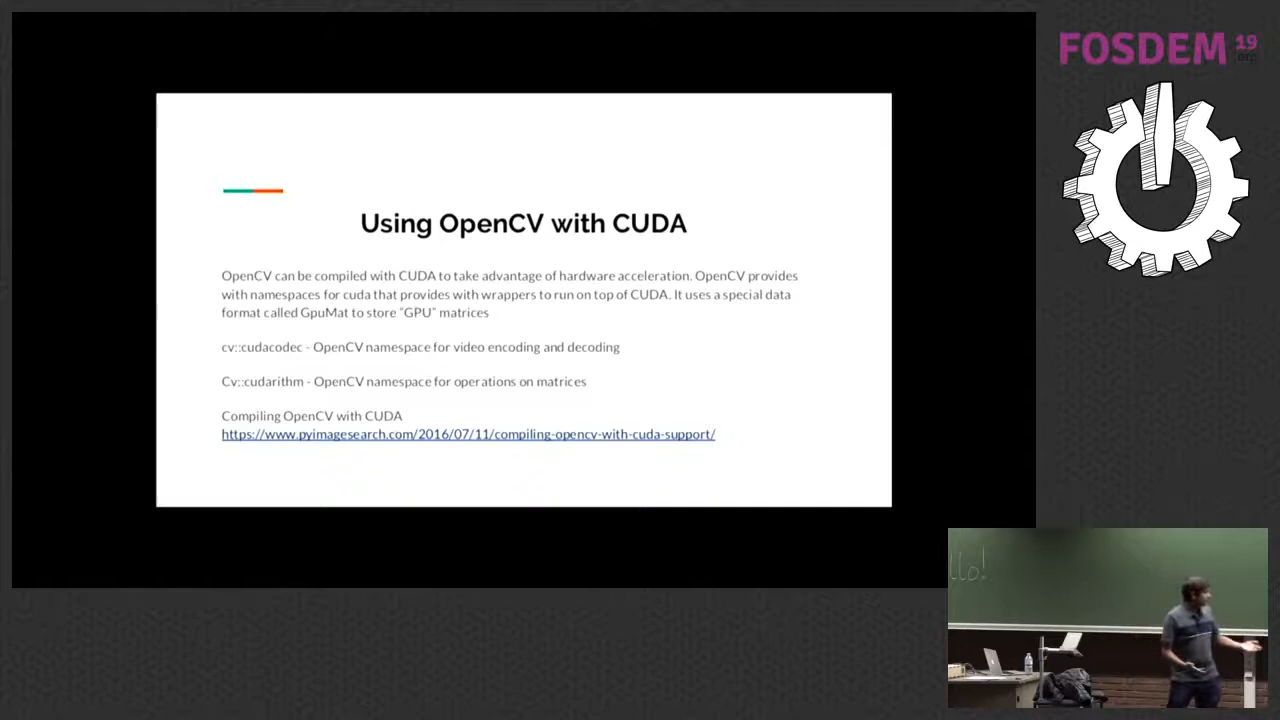 FOSDEM 19
.org
Using OpenCV with CUDA
OpenCV can be compiled with CUDA to take advantage of hardware acceleration. OpenCV provides
with namespaces for cuda that provides with wrappers to run on top of CUDA. It uses a special data
format called GpuMat to store “GPU” matrices
cv::cudacodec - OpenCV namespace for video encoding and decoding
Cv::cudarithm - OpenCV namespace for operations on matrices
Compiling OpenCV with CUDA
https://www.pyimagesearch.com/2016/07/11/compiling-opencv-with-cuda-support/
llo!